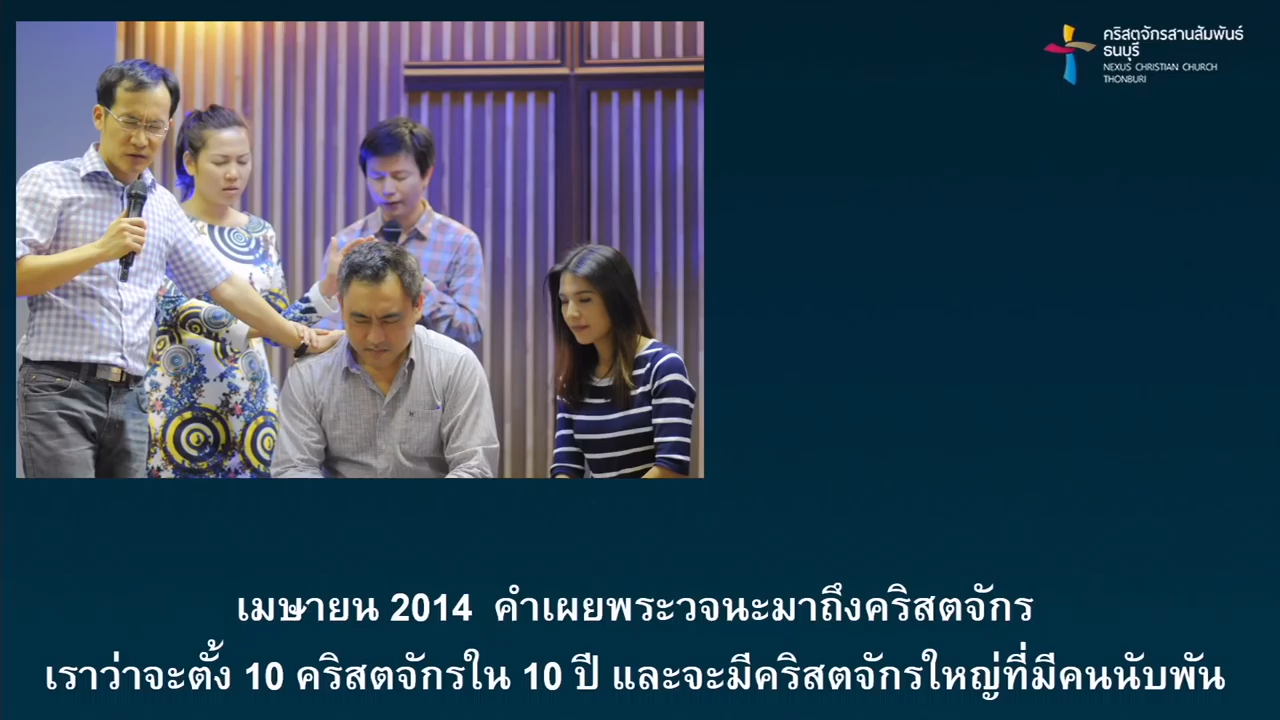 คริสตจักรสานสัมพันธ์
ธนบุรี
NEXUS CHRISTIAN CHURCH
THONBURI
เมษายน 2014 คำเผยพระวจนะมาถึงคริสตจักร
เราว่าจะตั้ง 10 คริสตจักรใน 10 ปี และจะมีคริสตจักรใหญ่ที่มีคนนับพัน